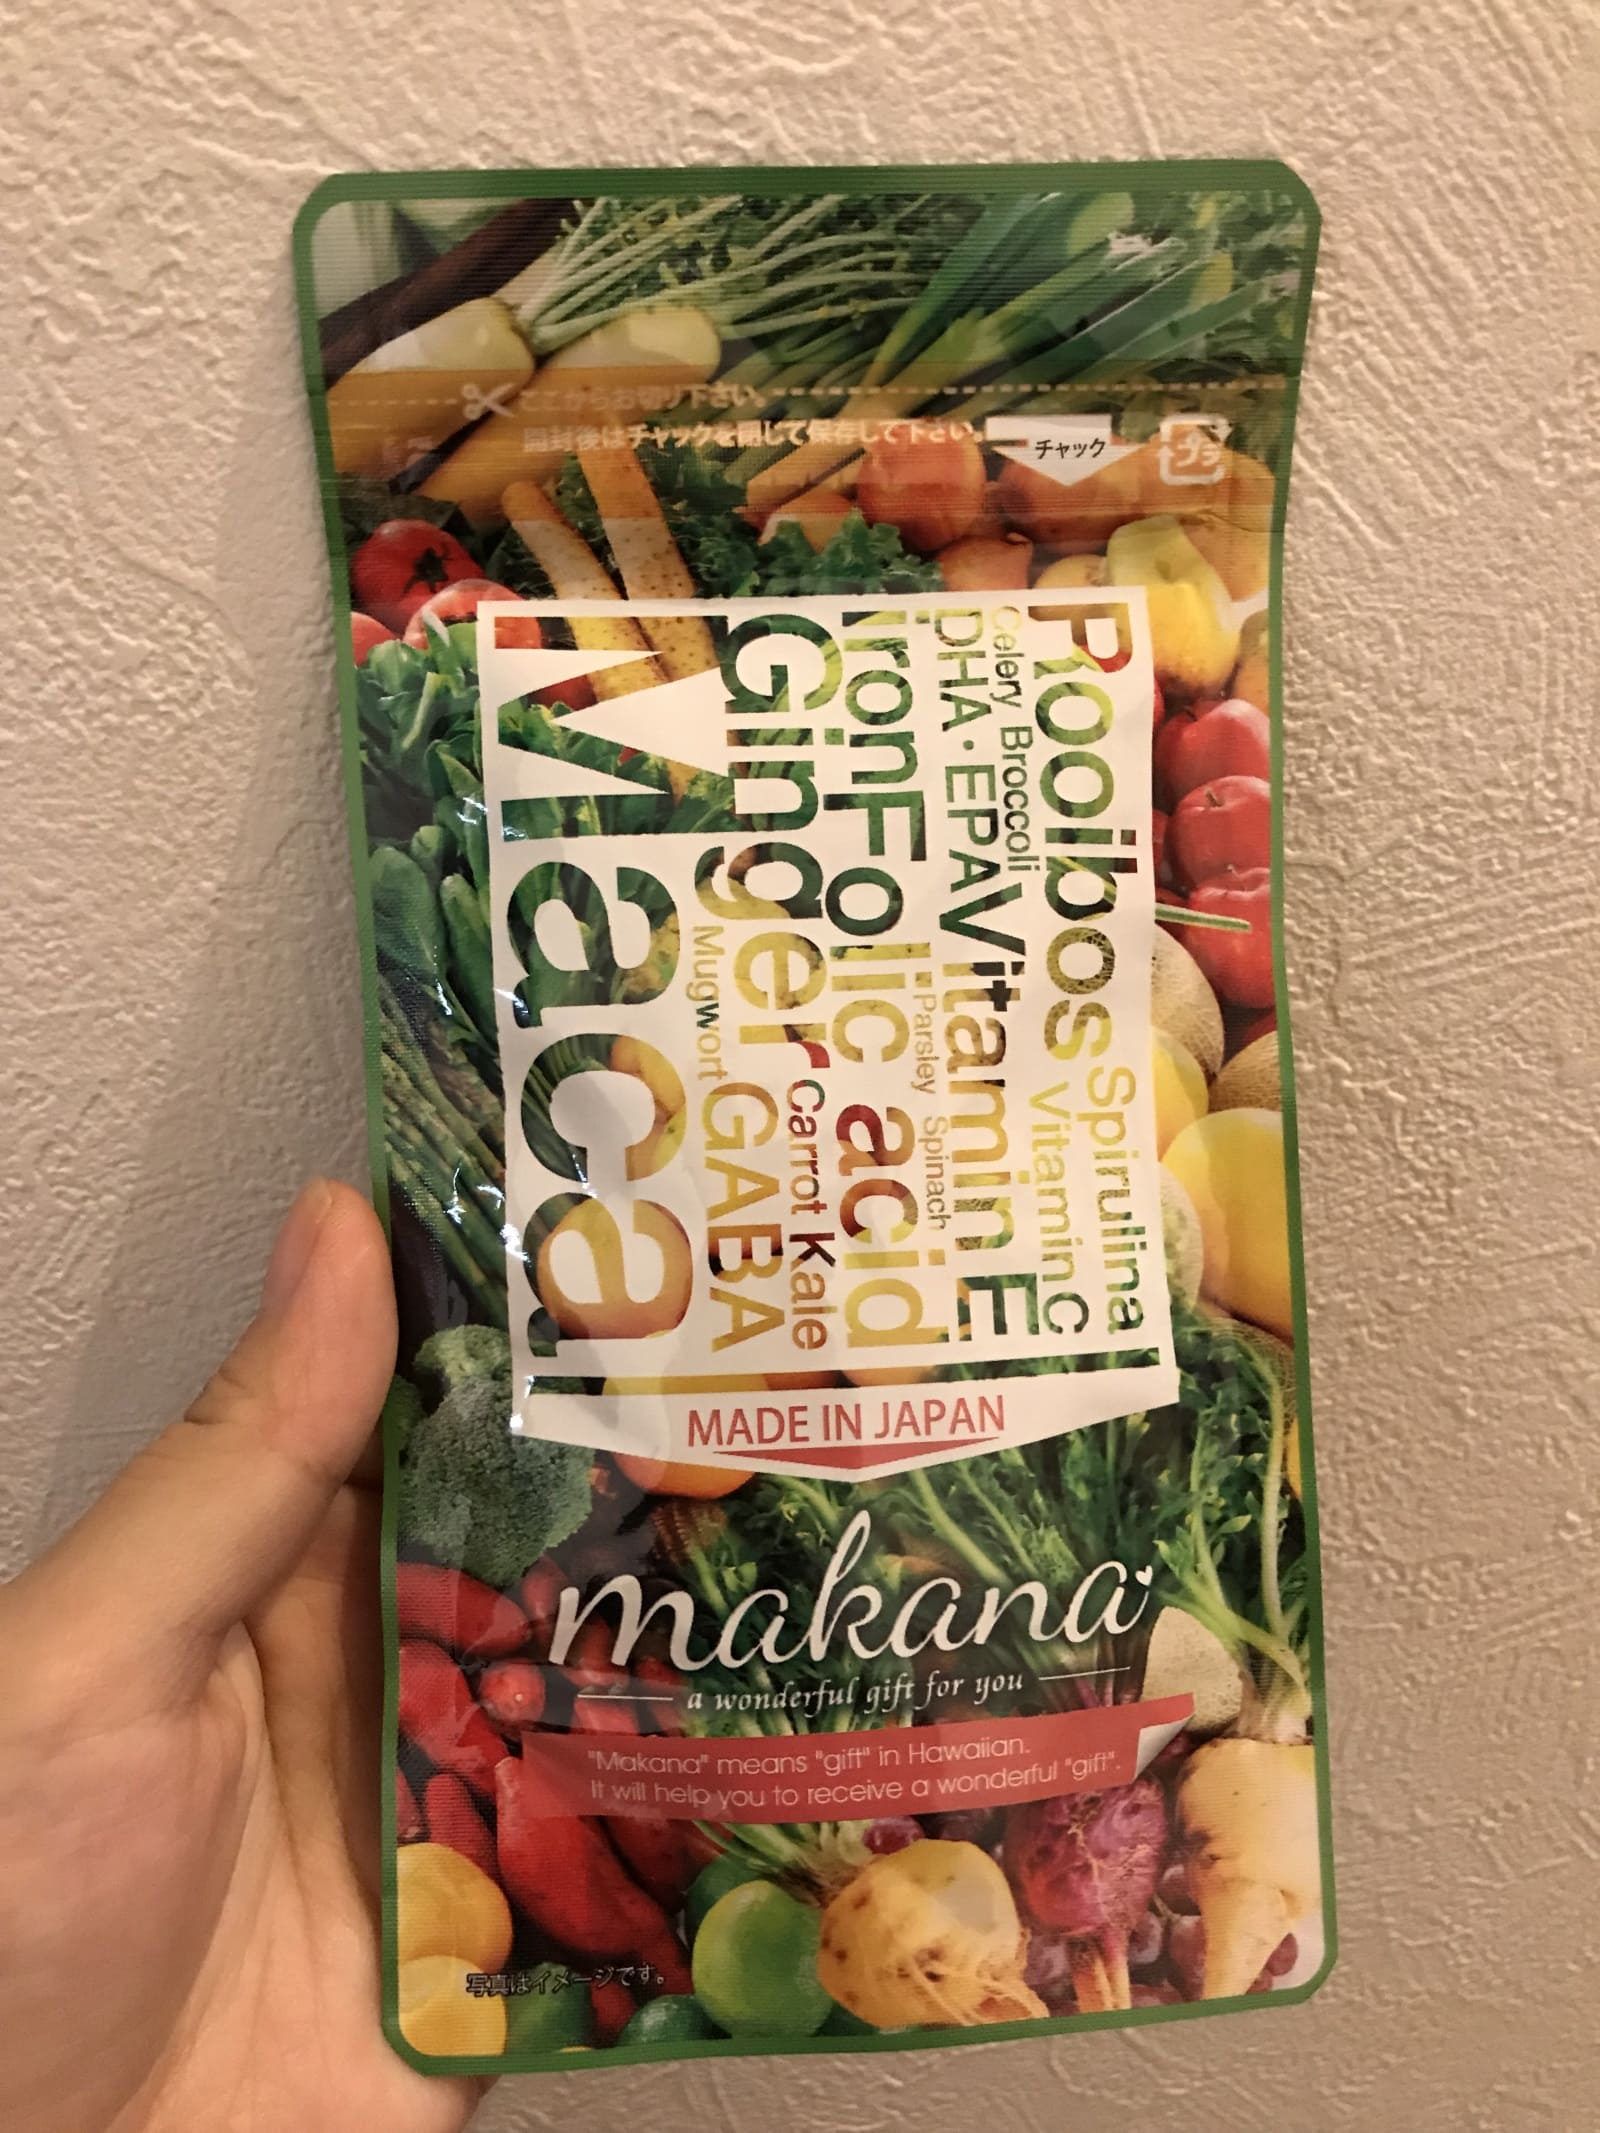 ここからお切り下さい。
開封後はチャックを閉じて保存して下さい。
チャック
プラ
Rooibos Spirulina
Celery Broccoli Vitamin C
DHA・EPA Vitamin E
Parsley Spinach
iron Folic acid
Carrot Kale
Ginger GABA
Mugwort
Maca
MADE IN JAPAN
makana
a wonderful gift for you
"Makana" means "gift" in Hawaiian.
It will help you to receive a wonderful "gift".
写真はイメージです。